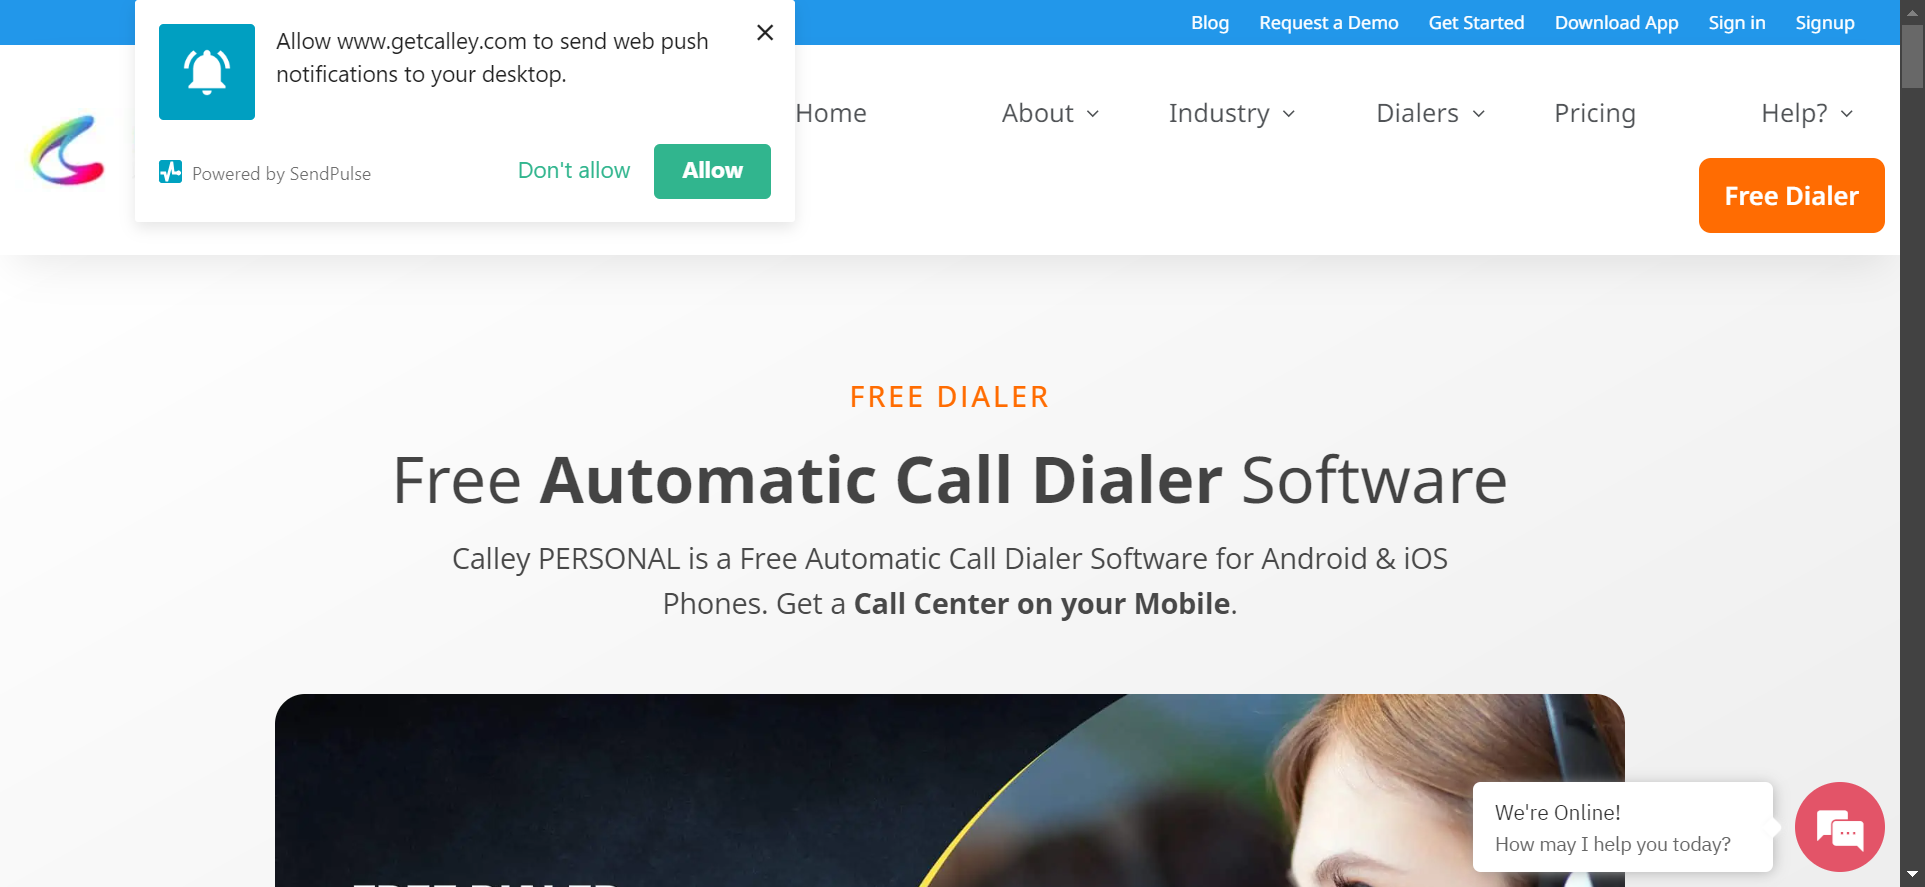 Blog Request a Demo Get Started Download App Sign in Signup
Allow www.getcalley.com to send web push
notifications to your desktop.
Powered by SendPulse Don't allow Allow
Home About Industry Dialers Pricing Help?
Free Dialer
FREE DIALER
Free Automatic Call Dialer Software
Calley PERSONAL is a Free Automatic Call Dialer Software for Android & iOS
Phones. Get a Call Center on your Mobile.
FREE DIALER
We're Online!
How may I help you today?